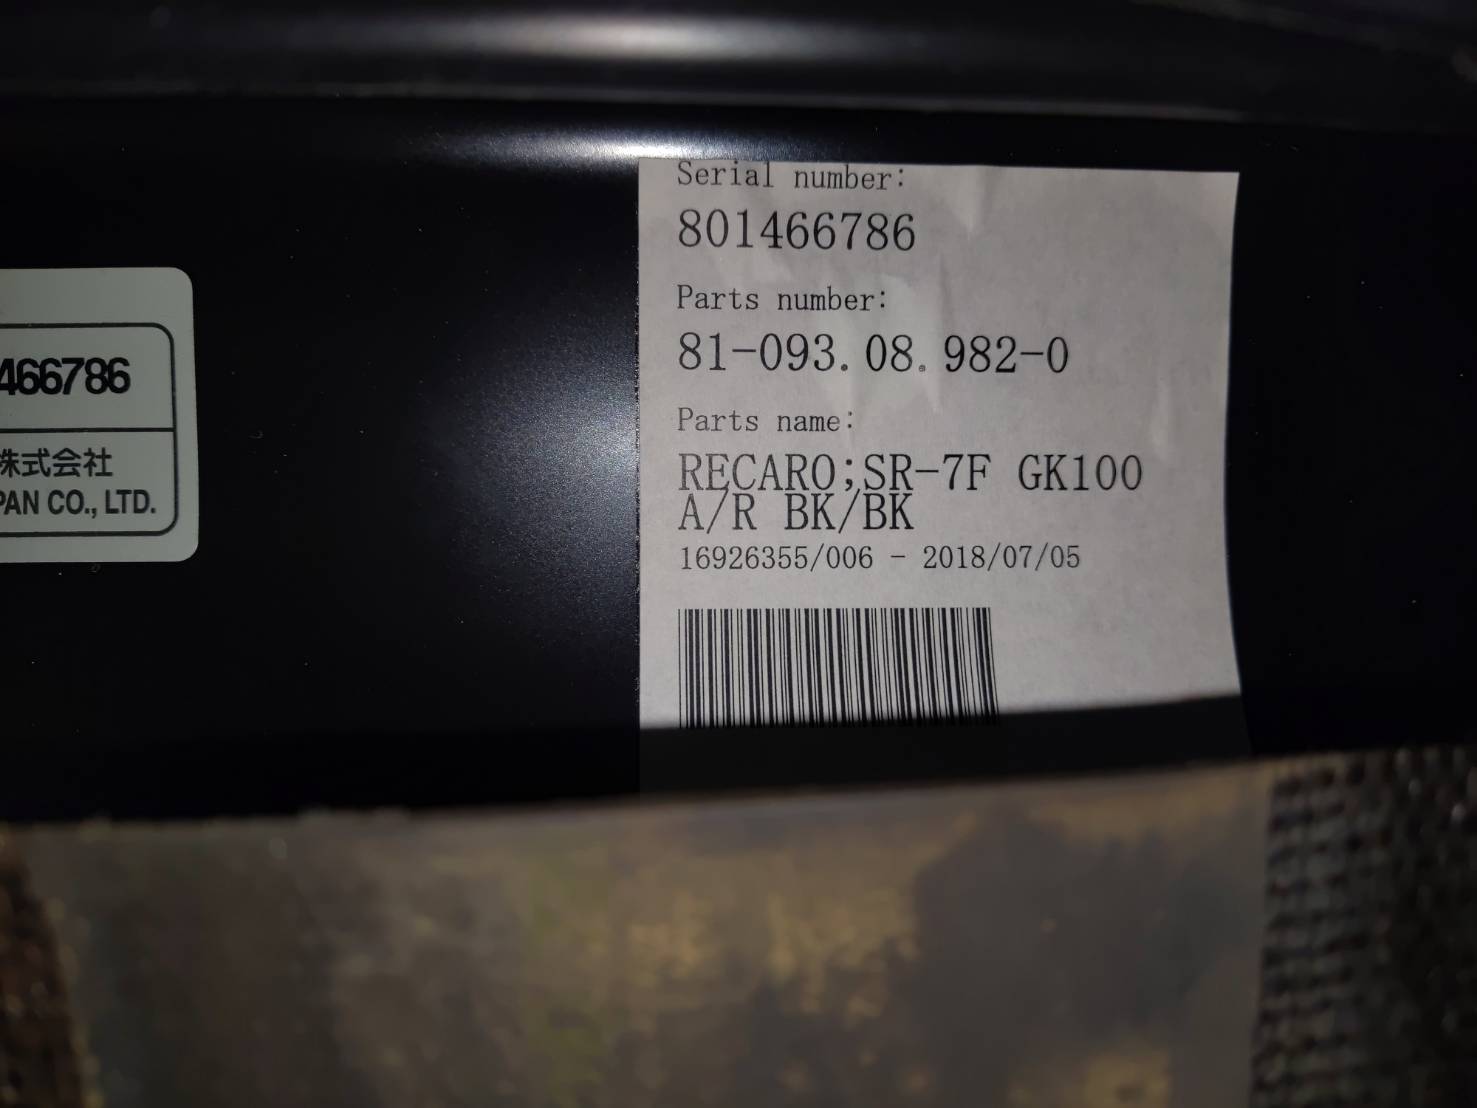 466786
株式会社
PAN CO., LTD.
Serial number:
801466786
Parts number:
81-093.08.982-0
Parts name:
RECARO;SR-7F GK100
A/R BK/BK
16926355/006 - 2018/07/05